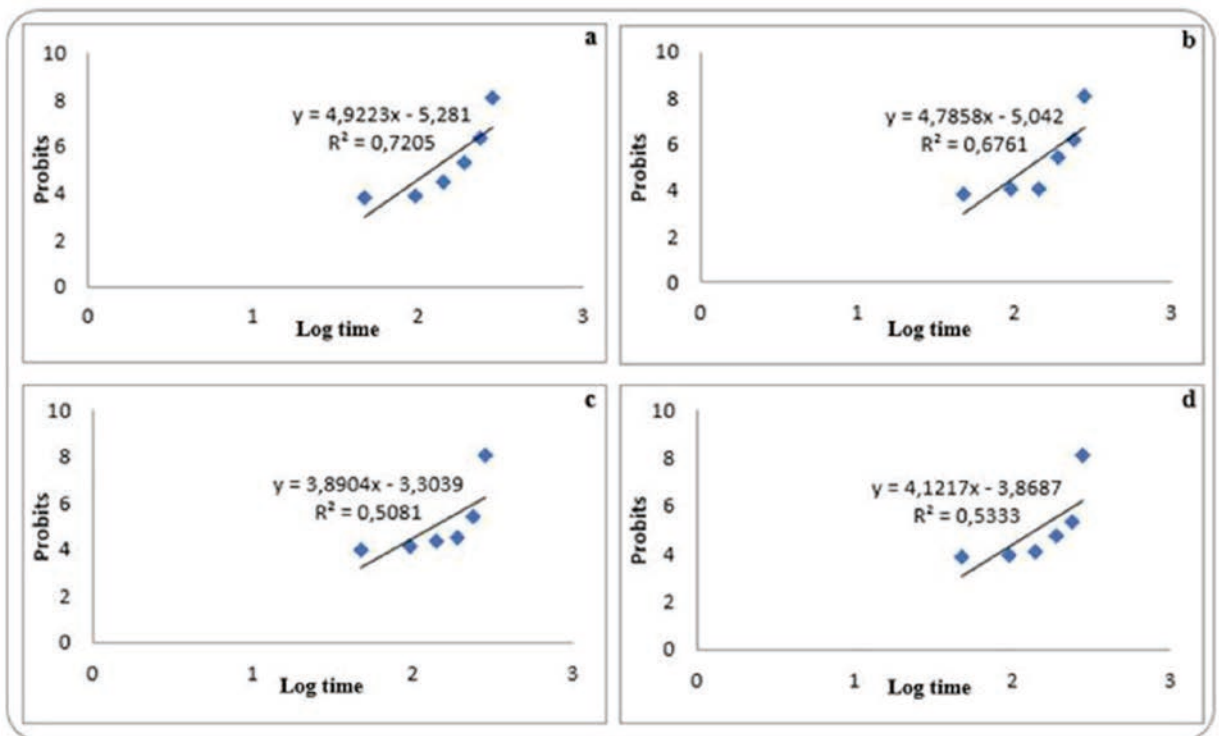 a
10
8
6
4
2
0
Probits
y = 4,9223x - 5,281
R² = 0,7205
0 1 2 3
Log time
b
10
8
6
4
2
0
Probits
y = 4,7858x - 5,042
R² = 0,6761
0 1 2 3
Log time
c
10
8
6
4
2
0
Probits
y = 3,8904x - 3,3039
R² = 0,5081
0 1 2 3
Log time
d
10
8
6
4
2
0
Probits
y = 4,1217x - 3,8687
R² = 0,5333
0 1 2 3
Log time